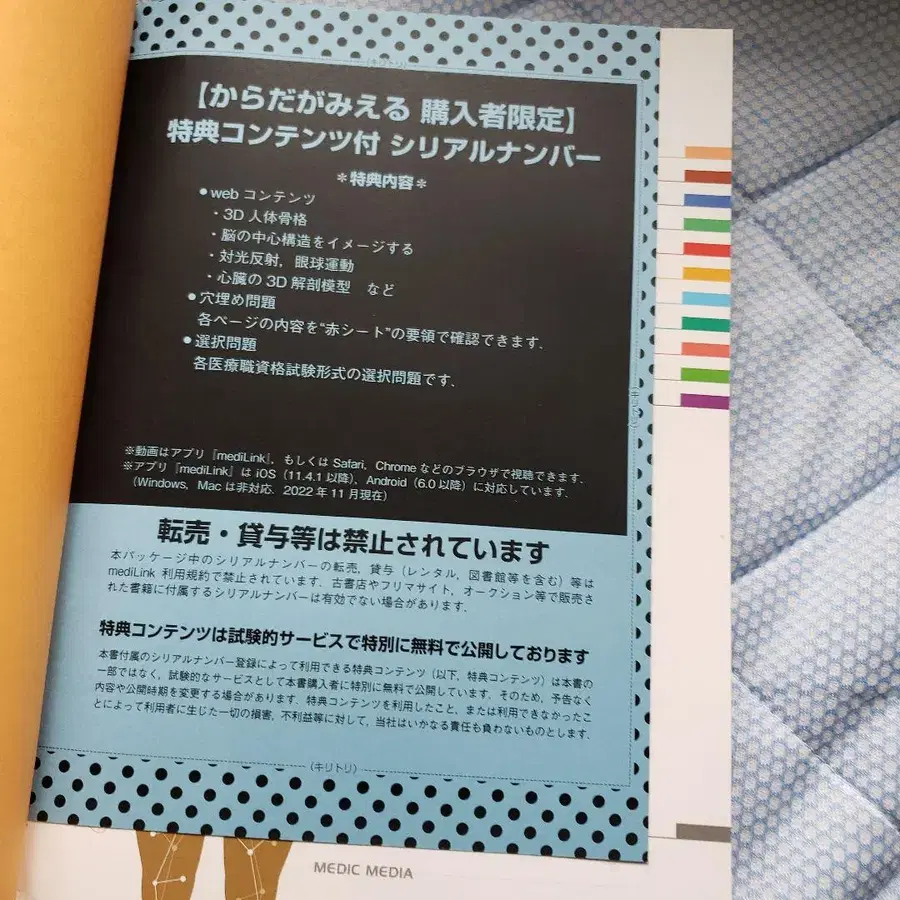 (キリトリ)
【からだがみえる 購入者限定】
特典コンテンツ付 シリアルナンバー
＊特典内容＊
●web コンテンツ
・3D 人体骨格
・脳の中心構造をイメージする
・対光反射，眼球運動
・心臓の 3D 解剖模型　など
●穴埋め問題
各ページの内容を“赤シート”の要領で確認できます．
●選択問題
各医療職資格試験形式の選択問題です．
(キリトリ)
※動画はアプリ『mediLink』，もしくは Safari，Chrome などのブラウザで視聴できます．
※アプリ『mediLink』は iOS（11.4.1 以降），Android（6.0 以降）に対応しています．
（Windows，Mac は非対応．2022 年 11 月現在）
転売・貸与等は禁止されています
本パッケージ中のシリアルナンバーの転売，貸与（レンタル，図書館等を含む）等は
mediLink 利用規約で禁止されています．古書店やフリマサイト，オークション等で販売さ
れた書籍に付属するシリアルナンバーは有効でない場合があります．
特典コンテンツは試験的サービスで特別に無料で公開しております
本書付属のシリアルナンバー登録によって利用できる特典コンテンツ（以下，特典コンテンツ）は本書の
一部ではなく，試験的なサービスとして本書購入者に特別に無料で公開しています．そのため，予告なく
内容や公開時期を変更する場合があります．特典コンテンツを利用したこと，または利用できなかったこ
とによって利用者に生じた一切の損害，不利益等に対して，当社はいかなる責任も負わないものとします．
(キリトリ)
MEDIC MEDIA